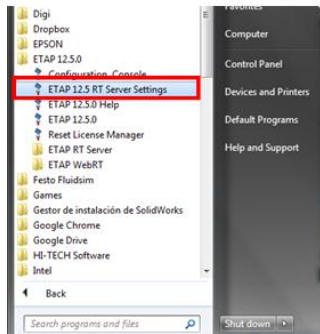 Digi
Dropbox
EPSON
ETAP 12.5.0
Configuration Console
ETAP 12.5 RT Server Settings
ETAP 12.5.0 Help
ETAP 12.5.0
Reset License Manager
ETAP RT Server
ETAP WebRT
Festo Fluidsim
Games
Gestor de instalación de SolidWorks
Google Chrome
Google Drive
HI-TECH Software
Intel
Back
Search programs and files
Favorites
Computer
Control Panel
Devices and Printers
Default Programs
Help and Support
Shut down